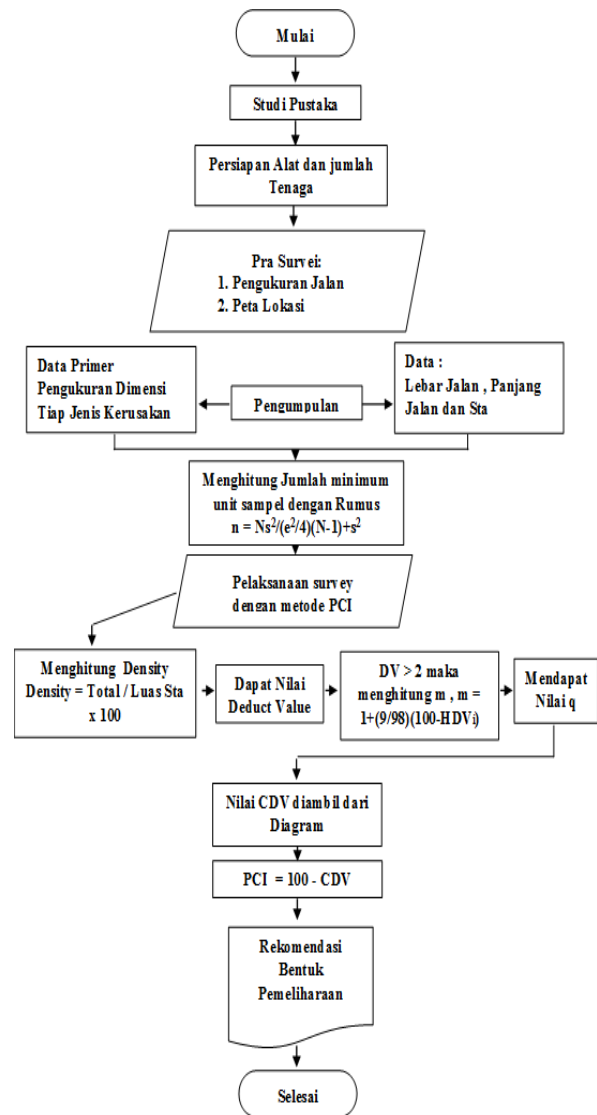 Mulai
Studi Pustaka
Persiapan Alat dan jumlah
Tenaga
Pra Survei:
1. Pengukuran Jalan
2. Peta Lokasi
Data Primer
Pengukuran Dimensi
Tiap Jenis Kerusakan
Pengumpulan
Data :
Lebar Jalan , Panjang
Jalan dan Sta
Menghitung Jumlah minimum
unit sampel dengan Rumus
n = Ns²/(e²/4)(N-1)+s²
Pelaksanaan survey
dengan metode PCI
Menghitung Density
Density = Total / Luas Sta
x 100
Dapat Nilai
Deduct Value
DV > 2 maka
menghitung m , m =
1+(9/98)(100-HDVi)
Mendapat
Nilai q
Nilai CDV diambil dari
Diagram
PCI = 100 - CDV
Rekomendasi
Bentuk
Pemeliharaan
Selesai